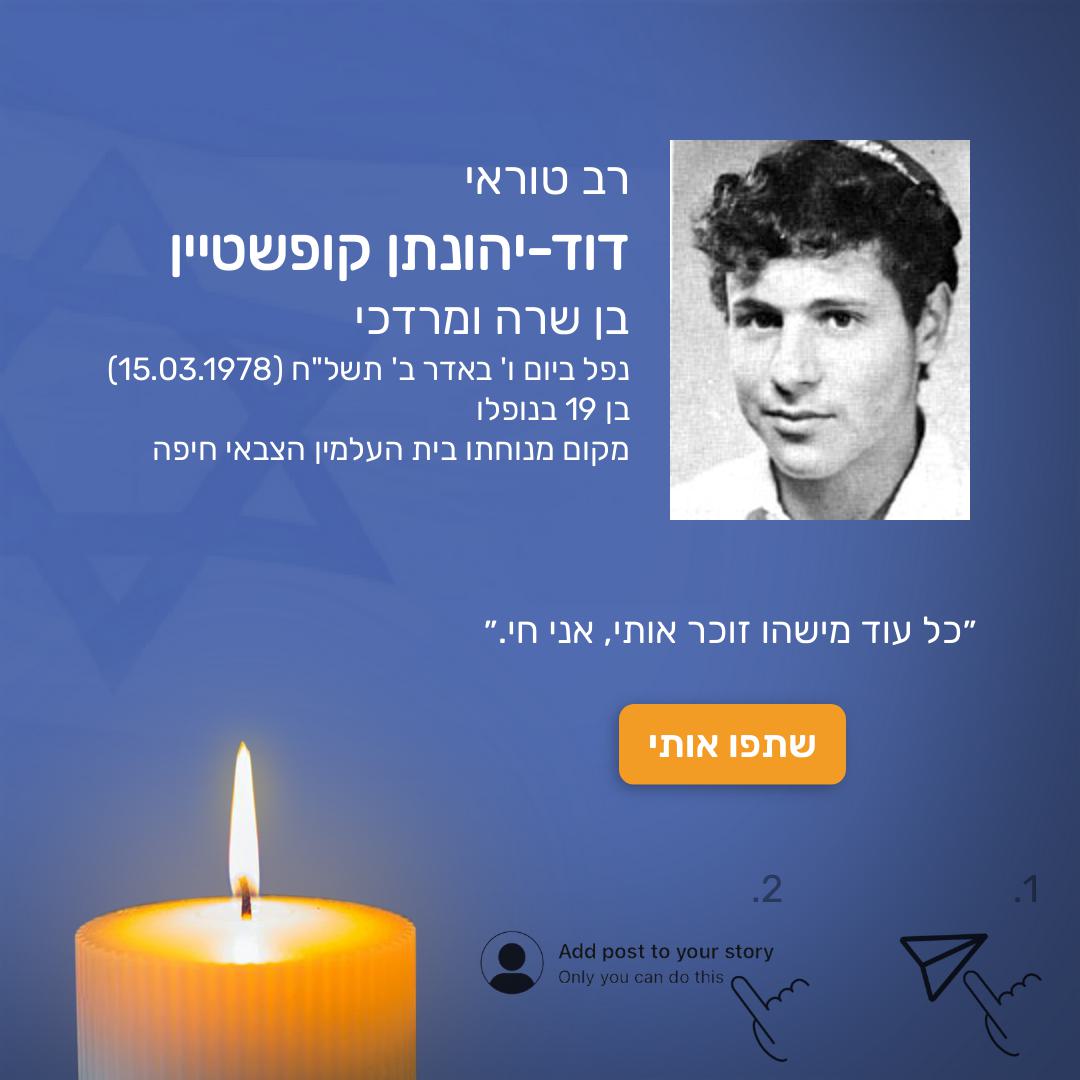 רב טוראי
דוד-יהונתן קופשטיין
בן שרה ומרדכי
נפל ביום ו' באדר ב' תשל"ח (15.03.1978)
בן 19 בנופלו
מקום מנוחתו בית העלמין הצבאי חיפה
״כל עוד מישהו זוכר אותי, אני חי.״
שתפו אותי
1.
2.
Add post to your story
Only you can do this